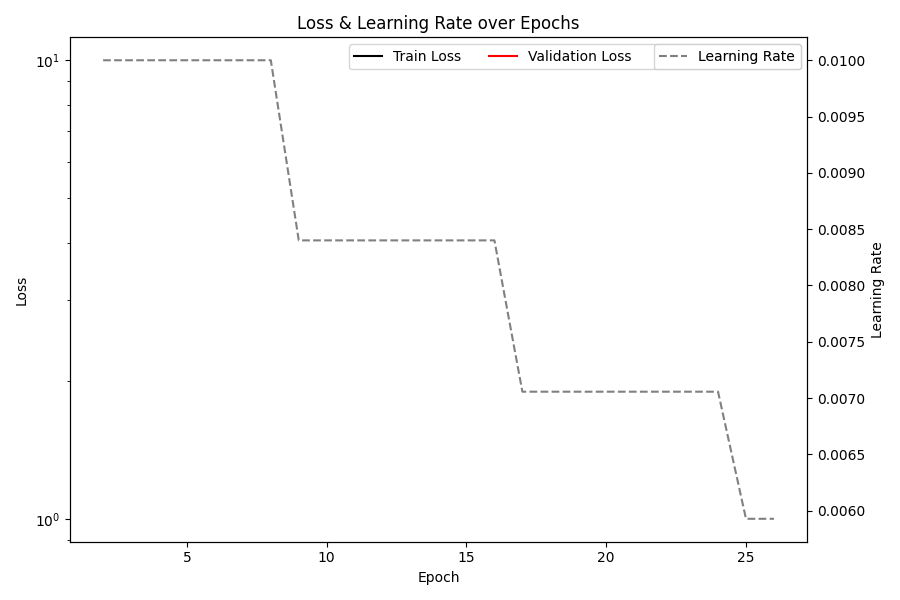 Loss & Learning Rate over Epochs
Train Loss
Validation Loss
Learning Rate
10¹
10⁰
Loss
0.0100
0.0095
0.0090
0.0085
0.0080
0.0075
0.0070
0.0065
0.0060
Learning Rate
5
10
15
20
25
Epoch